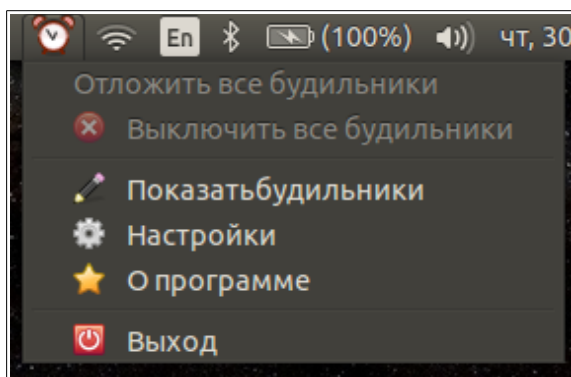 En (100%) чт, 30
Отложить все будильники
Выключить все будильники
Показатьбудильники
Настройки
О программе
Выход